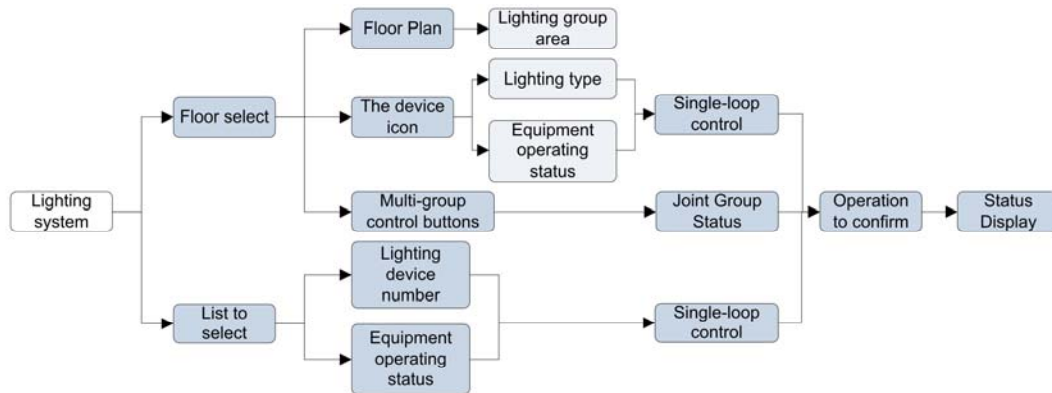 Floor Plan
Lighting group
area
Lighting type
Floor select
The device
icon
Single-loop
control
Equipment
operating
status
Lighting
system
Multi-group
control buttons
Joint Group
Status
Operation
to confirm
Status
Display
Lighting
device
number
List to
select
Single-loop
control
Equipment
operating
status